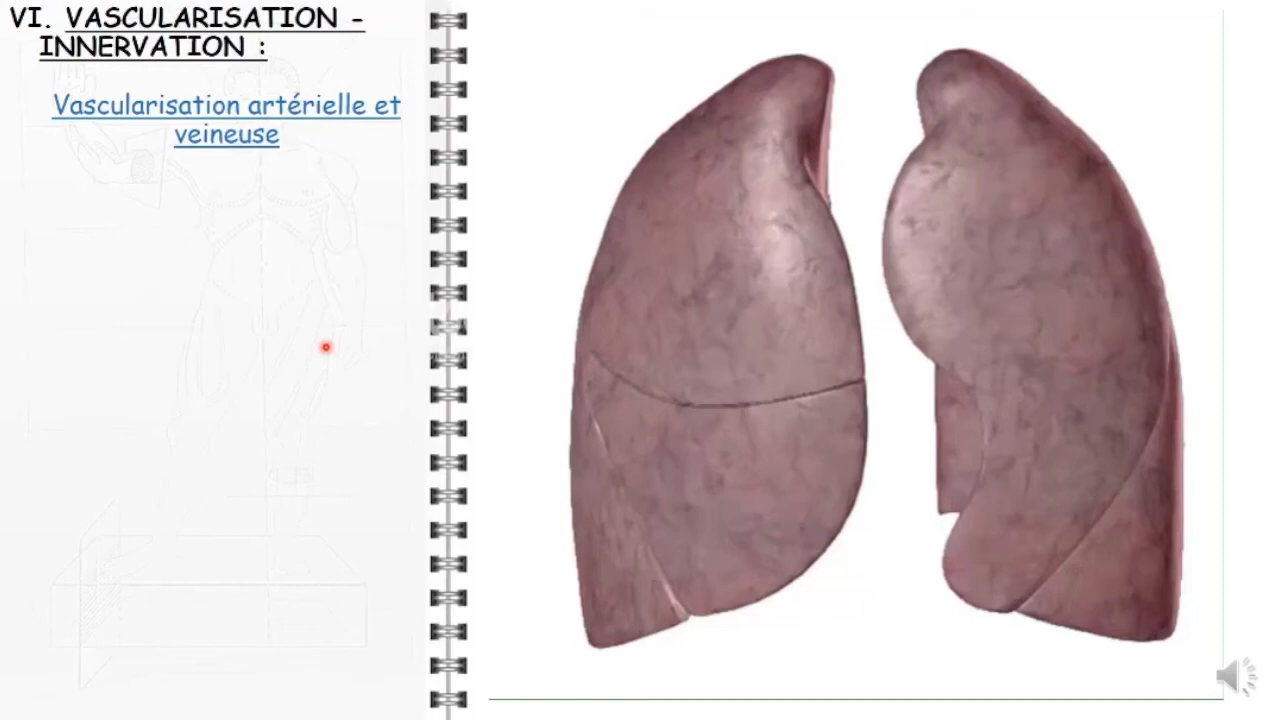 VI. VASCULARISATION -
INNERVATION :
Vascularisation artérielle et
veineuse